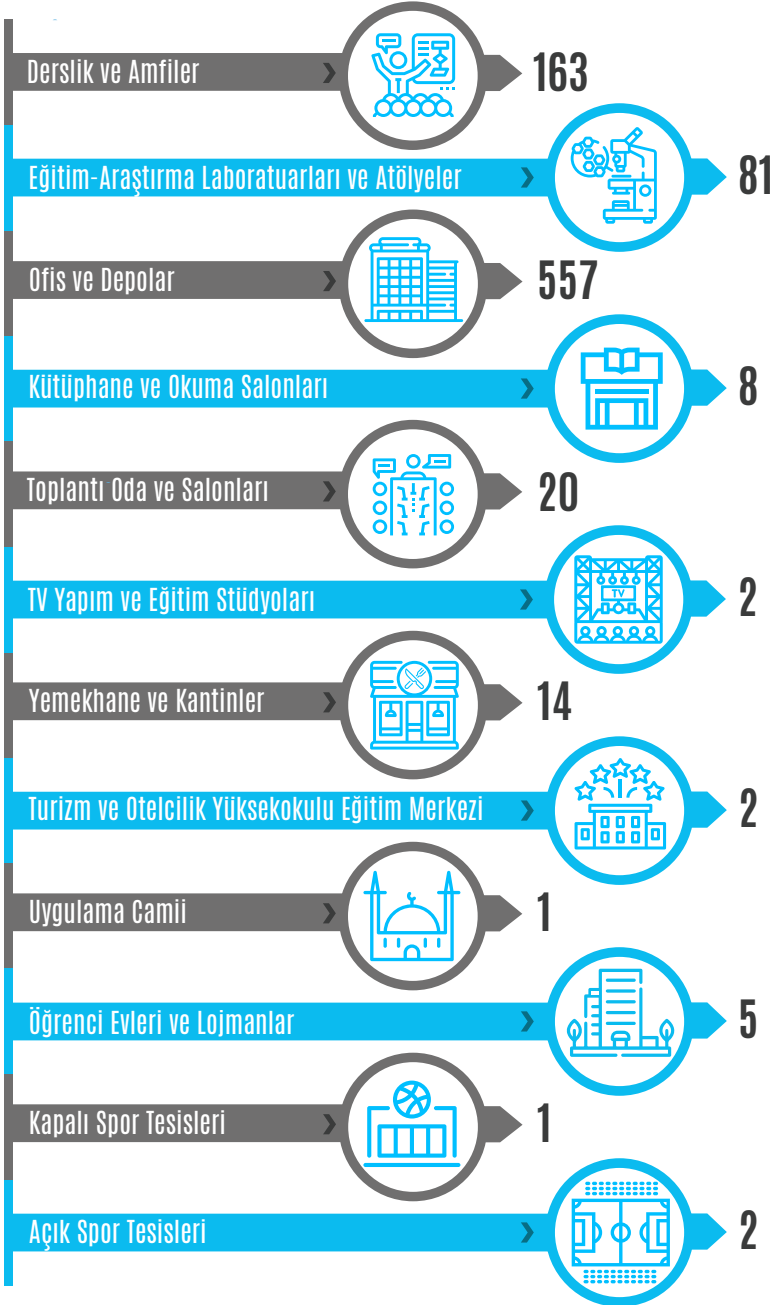 Derslik ve Amfiler 163
Eğitim-Araştırma Laboratuarları ve Atölyeler 81
Ofis ve Depolar 557
Kütüphane ve Okuma Salonları 8
Toplantı Oda ve Salonları 20
TV Yapım ve Eğitim Stüdyoları TV 2
Yemekhane ve Kantinler 14
Turizm ve Otelcilik Yüksekokulu Eğitim Merkezi 2
Uygulama Camii 1
Öğrenci Evleri ve Lojmanlar 5
Kapalı Spor Tesisleri 1
Açık Spor Tesisleri 2